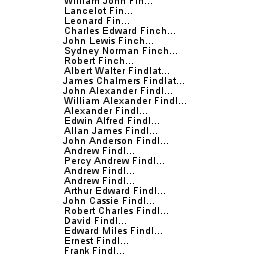 William John Fin...
Lancelot Fin...
Leonard Fin...
Charles Edward Finch...
John Lewis Finch...
Sydney Norman Finch...
Robert Finch...
Albert Walter Findlat...
James Chalmers Findlat...
John Alexander Findl...
William Alexander Findl...
Alexander Findl...
Edwin Alfred Findl...
Allan James Findl...
John Anderson Findl...
Andrew Findl...
Percy Andrew Findl...
Andrew Findl...
Andrew Findl...
Arthur Edward Findl...
John Cassie Findl...
Robert Charles Findl...
David Findl...
Edward Miles Findl...
Ernest Findl...
Frank Findl...